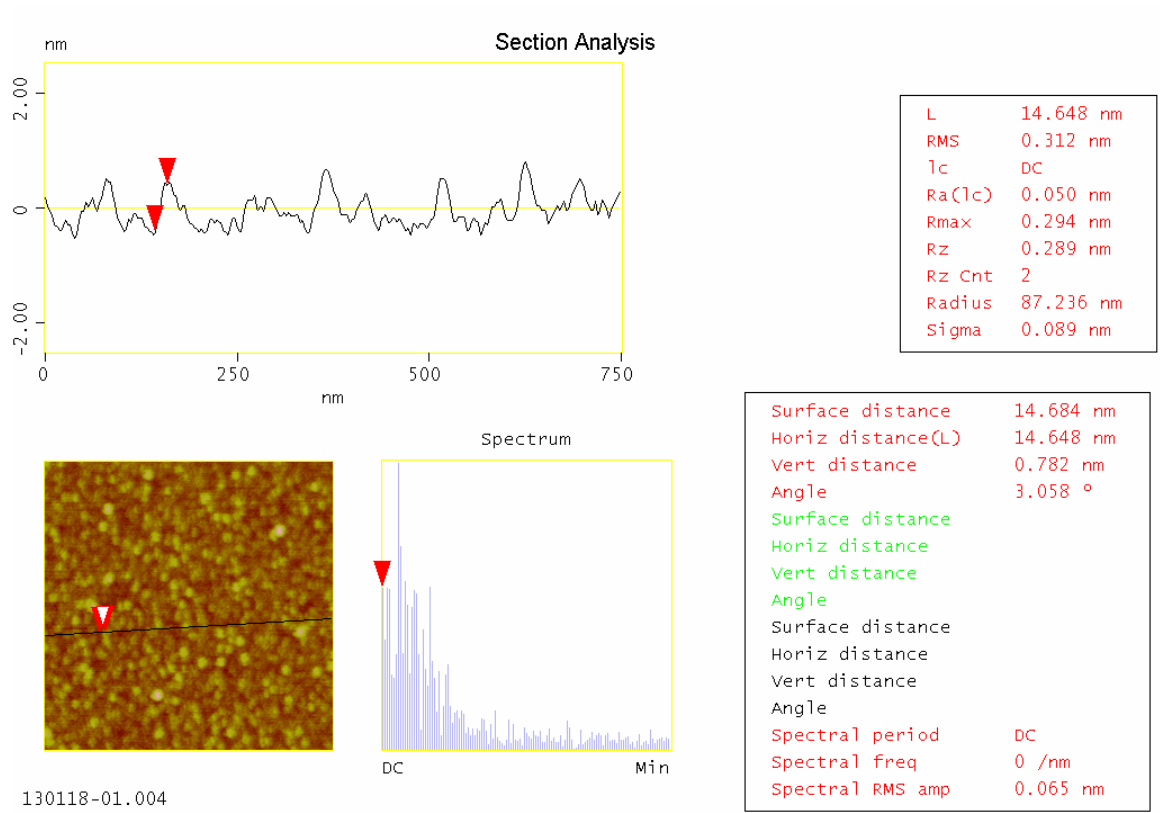 Section Analysis
nm
2.00
0
-2.00
0 250 500 750
nm
L 14.648 nm
RMS 0.312 nm
lc DC
Ra(lc) 0.050 nm
Rmax 0.294 nm
Rz 0.289 nm
Rz Cnt 2
Radius 87.236 nm
Sigma 0.089 nm
Surface distance 14.684 nm
Horiz distance(L) 14.648 nm
Vert distance 0.782 nm
Angle 3.058 °
Surface distance
Horiz distance
Vert distance
Angle
Surface distance
Horiz distance
Vert distance
Angle
Spectral period DC
Spectral freq 0 /nm
Spectral RMS amp 0.065 nm
Spectrum
DC Min
130118-01.004